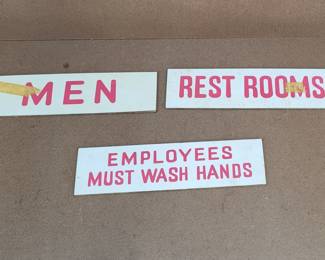 MEN
REST ROOMS
EMPLOYEES
MUST WASH HANDS